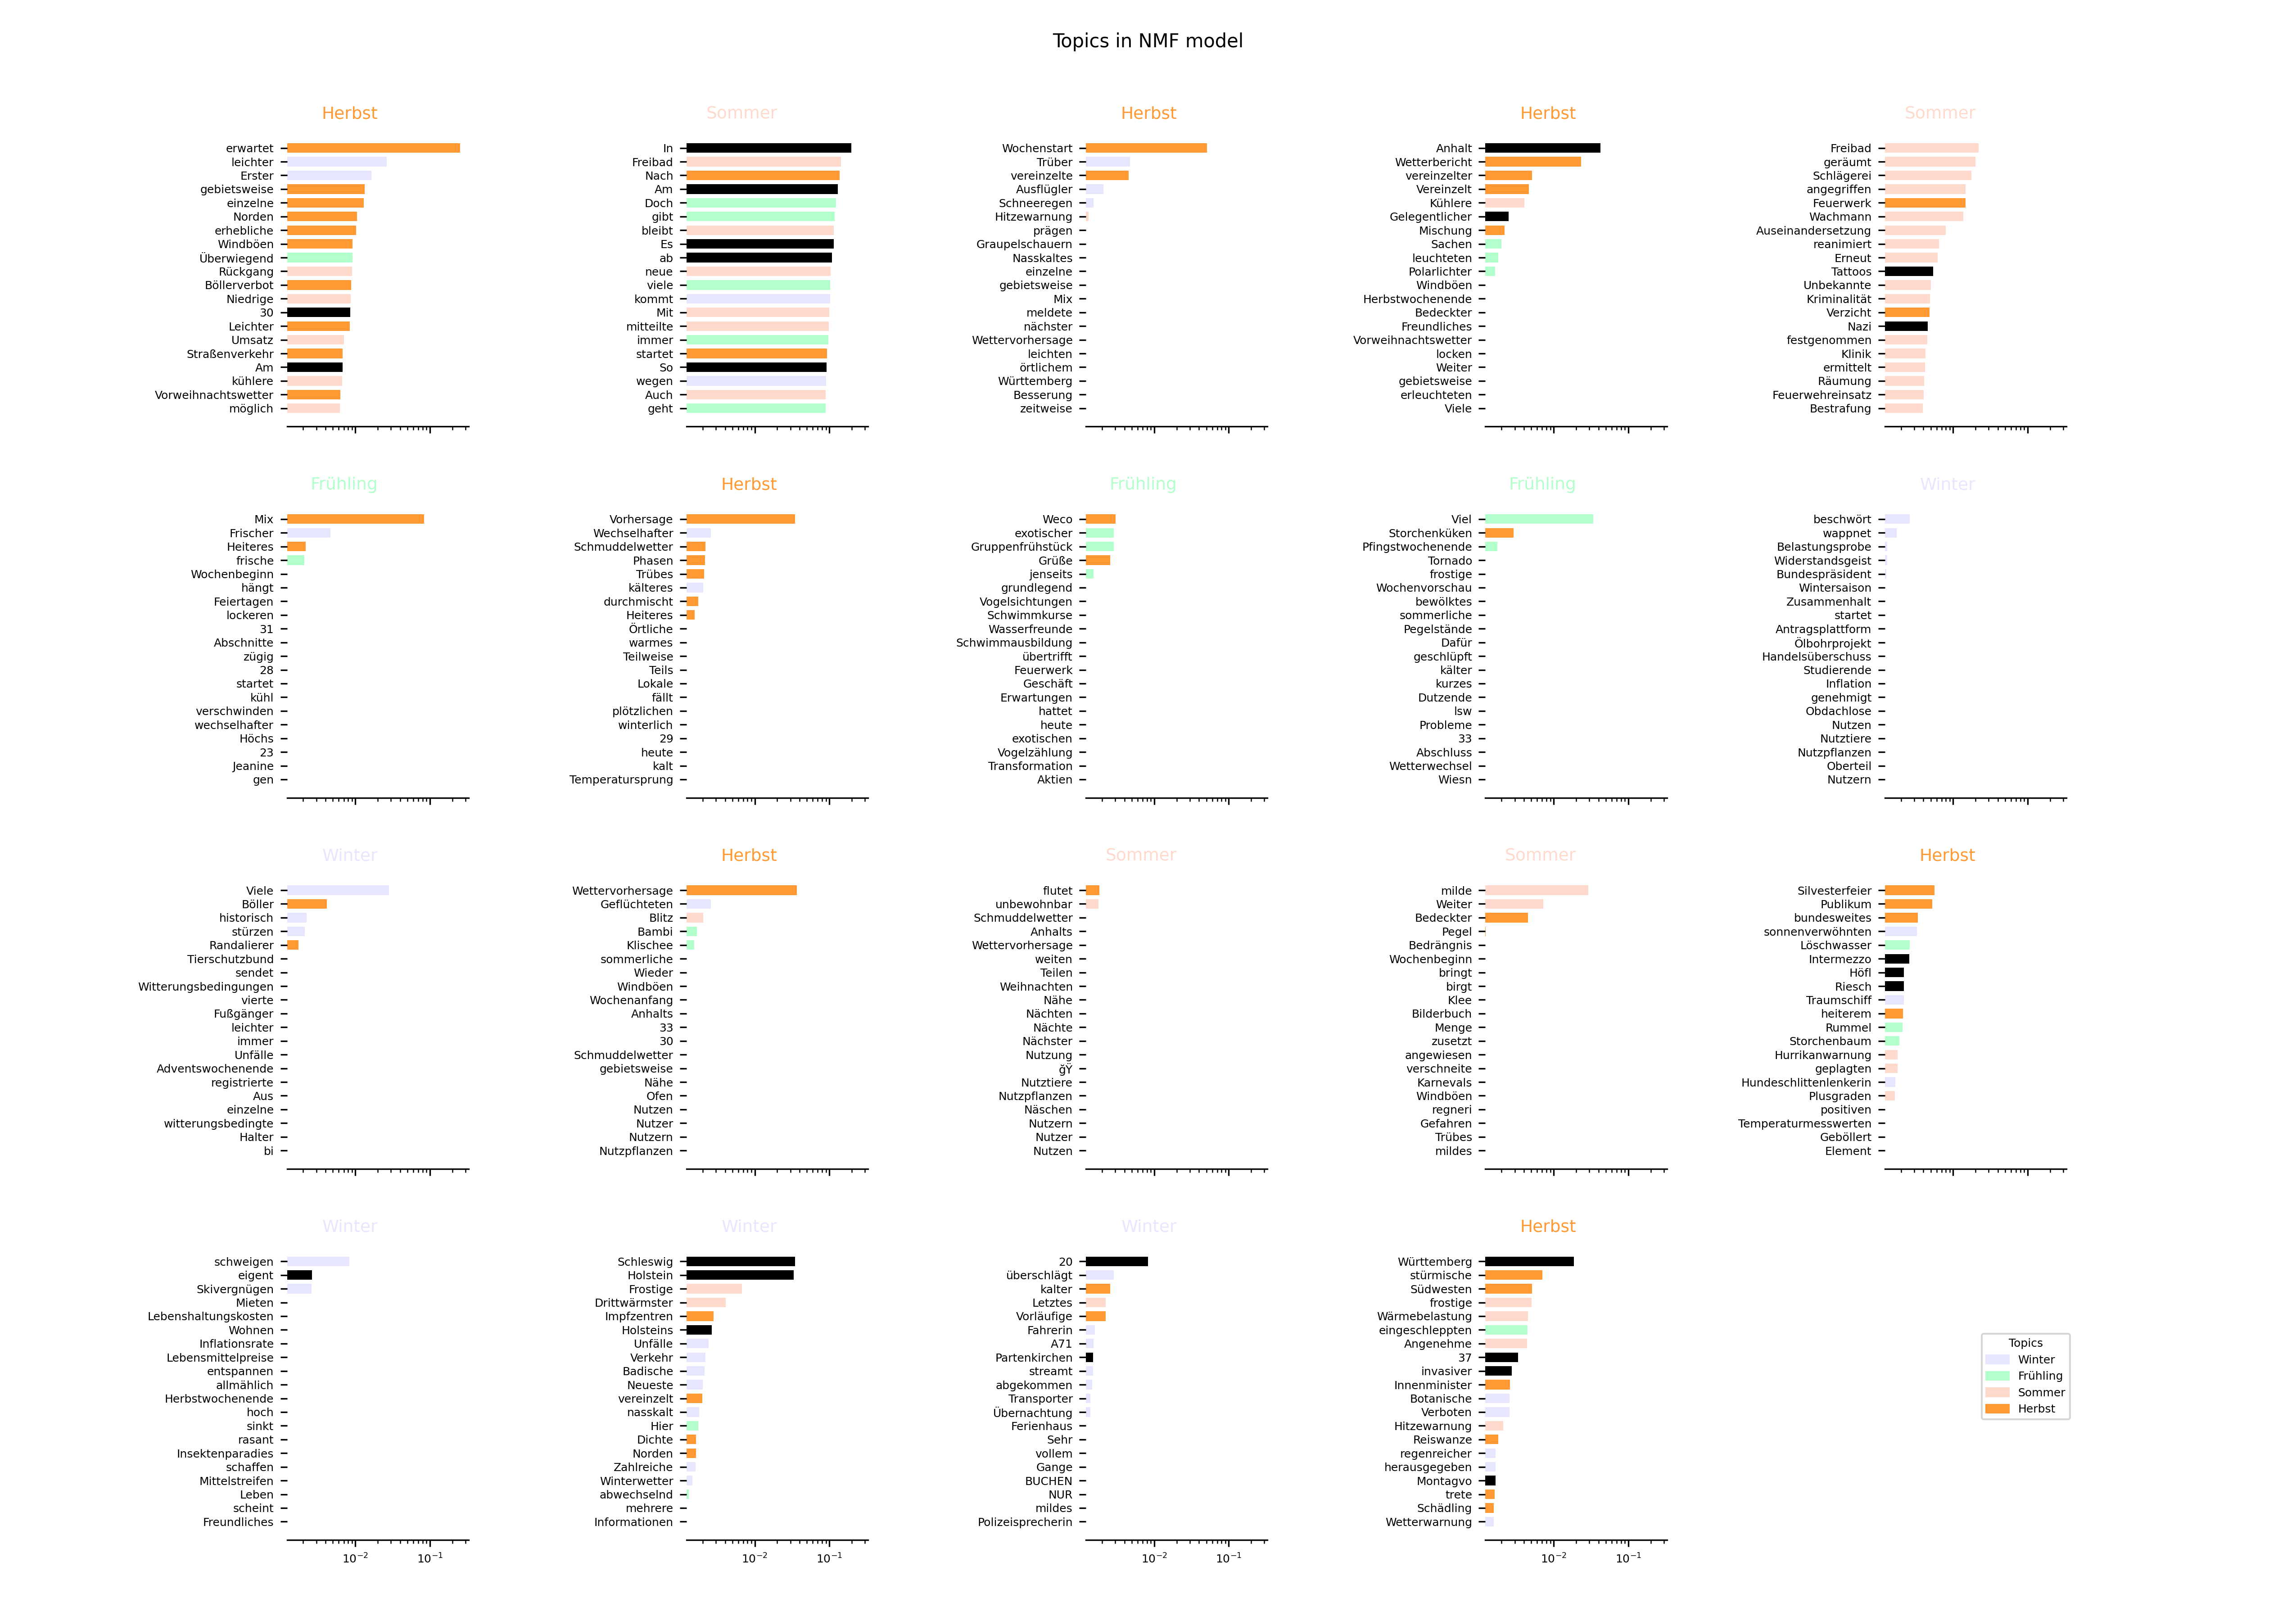 Topics in NMF model
Herbst
erwartet
leichter
Erster
gebietsweise
einzelne
Norden
erhebliche
Windböen
Überwiegend
Rückgang
Böllerverbot
Niedrige
30
Leichter
Umsatz
Straßenverkehr
Am
kühlere
Vorweihnachtswetter
möglich
Sommer
In
Freibad
Nach
Am
Doch
gibt
bleibt
Es
ab
neue
viele
kommt
Mit
mitteilte
immer
startet
So
wegen
Auch
geht
Herbst
Wochenstart
Trüber
vereinzelte
Ausflügler
Schneeregen
Hitzewarnung
prägen
Graupelschauern
Nasskaltes
einzelne
gebietsweise
Mix
meldete
nächster
Wettervorhersage
leichten
örtlichem
Württemberg
Besserung
zeitweise
Herbst
Anhalt
Wetterbericht
vereinzelter
Vereinzelt
Kühlere
Gelegentlicher
Mischung
Sachen
leuchteten
Polarlichter
Windböen
Herbstwochenende
Bedeckter
Freundliches
Vorweihnachtswetter
locken
Weiter
gebietsweise
erleuchteten
Viele
Sommer
Freibad
geräumt
Schlägerei
angegriffen
Feuerwerk
Wachmann
Auseinandersetzung
reanimiert
Erneut
Tattoos
Unbekannte
Kriminalität
Verzicht
Nazi
festgenommen
Klinik
ermittelt
Räumung
Feuerwehreinsatz
Bestrafung
Frühling
Mix
Frischer
Heiteres
frische
Wochenbeginn
hängt
Feiertagen
lockeren
31
Abschnitte
zügig
28
startet
kühl
verschwinden
wechselhafter
Höchs
23
Jeanine
gen
Herbst
Vorhersage
Wechselhafter
Schmuddelwetter
Phasen
Trübes
kälteres
durchmischt
Heiteres
Örtliche
warmes
Teilweise
Teils
Lokale
fällt
plötzlichen
winterlich
29
heute
kalt
Temperatursprung
Frühling
Weco
exotischer
Gruppenfrühstück
Grüße
jenseits
grundlegend
Vogelsichtungen
Schwimmkurse
Wasserfreunde
Schwimmausbildung
übertrifft
Feuerwerk
Geschäft
Erwartungen
hattet
heute
exotischen
Vogelzählung
Transformation
Aktien
Frühling
Viel
Storchenküken
Pfingstwochenende
Tornado
frostige
Wochenvorschau
bewölktes
sommerliche
Pegelstände
Dafür
geschlüpft
kälter
kurzes
Dutzende
lsw
Probleme
33
Abschluss
Wetterwechsel
Wiesn
Winter
beschwört
wappnet
Belastungsprobe
Widerstandsgeist
Bundespräsident
Wintersaison
Zusammenhalt
startet
Antragsplattform
Ölbohrprojekt
Handelsüberschuss
Studierende
Inflation
genehmigt
Obdachlose
Nutzen
Nutztiere
Nutzpflanzen
Oberteil
Nutzern
Winter
Viele
Böller
historisch
stürzen
Randalierer
Tierschutzbund
sendet
Witterungsbedingungen
vierte
Fußgänger
leichter
immer
Unfälle
Adventswochenende
registrierte
Aus
einzelne
witterungsbedingte
Halter
bi
Herbst
Wettervorhersage
Geflüchteten
Blitz
Bambi
Klischee
sommerliche
Wieder
Windböen
Wochenanfang
Anhalts
33
30
Schmuddelwetter
gebietsweise
Nähe
Ofen
Nutzen
Nutzer
Nutzern
Nutzpflanzen
Sommer
flutet
unbewohnbar
Schmuddelwetter
Anhalts
Wettervorhersage
weiten
Teilen
Weihnachten
Nähe
Nächten
Nächte
Nächster
Nutzung
ğŸ
Nutztiere
Nutzpflanzen
Näschen
Nutzern
Nutzer
Nutzen
Sommer
milde
Weiter
Bedeckter
Pegel
Bedrängnis
Wochenbeginn
bringt
birgt
Klee
Bilderbuch
Menge
zusetzt
angewiesen
verschneite
Karnevals
Windböen
regneri
Gefahren
Trübes
mildes
Herbst
Silvesterfeier
Publikum
bundesweites
sonnenverwöhnten
Löschwasser
Intermezzo
Höfl
Riesch
Traumschiff
heiterem
Rummel
Storchenbaum
Hurrikanwarnung
geplagten
Hundeschlittenlenkerin
Plusgraden
positiven
Temperaturmesswerten
Geböllert
Element
Winter
schweigen
eigent
Skivergnügen
Mieten
Lebenshaltungskosten
Wohnen
Inflationsrate
Lebensmittelpreise
entspannen
allmählich
Herbstwochenende
hoch
sinkt
rasant
Insektenparadies
schaffen
Mittelstreifen
Leben
scheint
Freundliches
10⁻² 10⁻¹
Winter
Schleswig
Holstein
Frostige
Drittwärmster
Impfzentren
Holsteins
Unfälle
Verkehr
Badische
Neueste
vereinzelt
nasskalt
Hier
Dichte
Norden
Zahlreiche
Winterwetter
abwechselnd
mehrere
Informationen
10⁻² 10⁻¹
Winter
20
überschlägt
kalter
Letztes
Vorläufige
Fahrerin
A71
Partenkirchen
streamt
abgekommen
Transporter
Übernachtung
Ferienhaus
Sehr
vollem
Gange
BUCHEN
NUR
mildes
Polizeisprecherin
10⁻² 10⁻¹
Herbst
Württemberg
stürmische
Südwesten
frostige
Wärmebelastung
eingeschleppten
Angenehme
37
invasiver
Innenminister
Botanische
Verboten
Hitzewarnung
Reiswanze
regenreicher
herausgegeben
Montagvo
trete
Schädling
Wetterwarnung
10⁻² 10⁻¹
Topics
Winter
Frühling
Sommer
Herbst